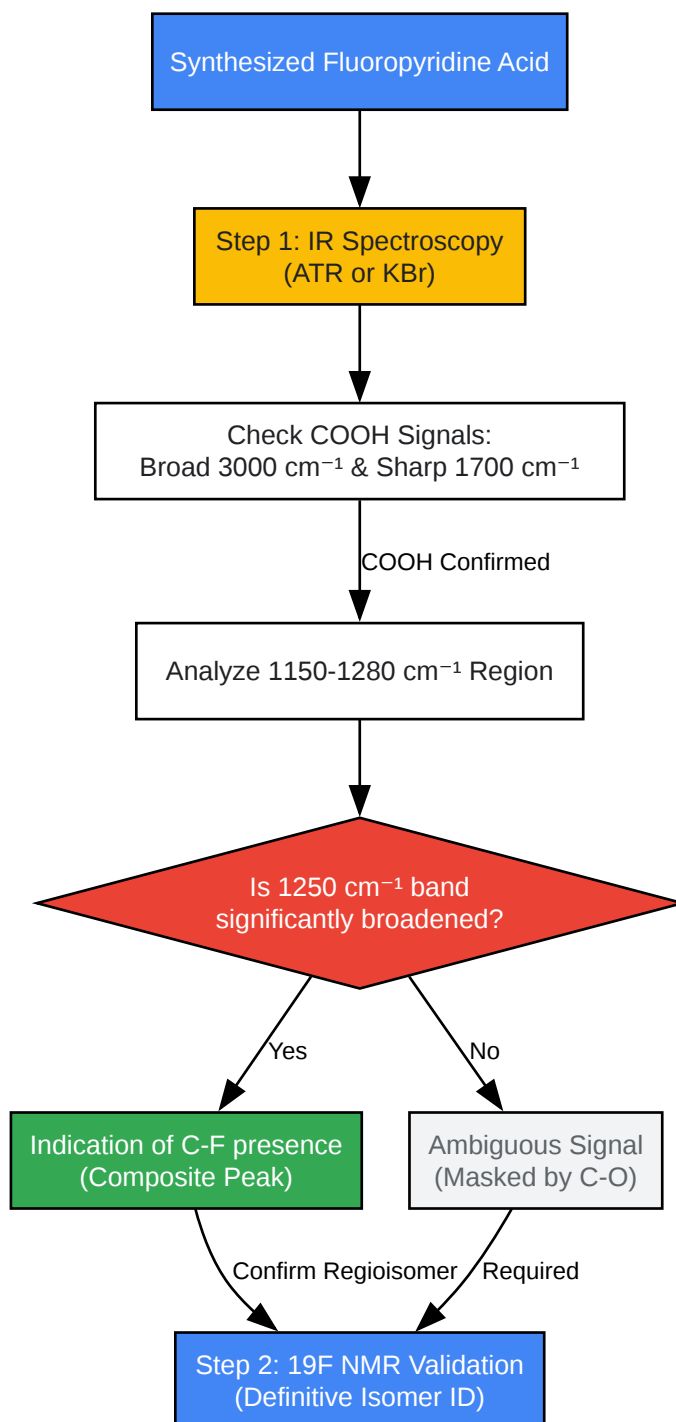 Synthesized Fluoropyridine Acid
Step 1: IR Spectroscopy
(ATR or KBr)
Check COOH Signals:
Broad 3000 cm⁻¹ & Sharp 1700 cm⁻¹
COOH Confirmed
Analyze 1150-1280 cm⁻¹ Region
Is 1250 cm⁻¹ band
significantly broadened?
Yes
No
Indication of C-F presence
(Composite Peak)
Ambiguous Signal
(Masked by C-O)
Confirm Regioisomer
Required
Step 2: 19F NMR Validation
(Definitive Isomer ID)